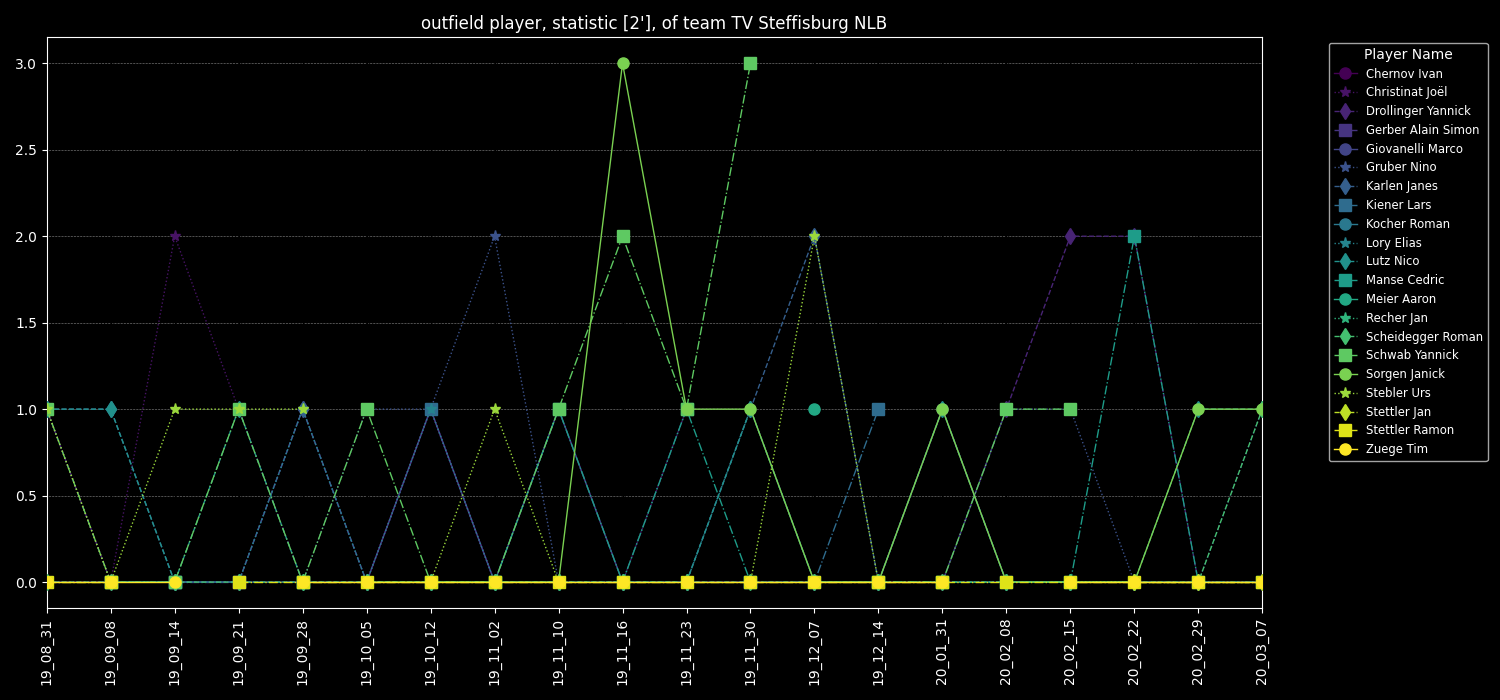 outfield player, statistic [2'], of team TV Steffisburg NLB
3.0
2.5
2.0
1.5
1.0
0.5
0.0
19_08_31
19_09_08
19_09_14
19_09_21
19_09_28
19_10_05
19_10_12
19_11_02
19_11_10
19_11_16
19_11_23
19_11_30
19_12_07
19_12_14
20_01_31
20_02_08
20_02_15
20_02_22
20_02_29
20_03_07
Player Name
Chernov Ivan
Christinat Joël
Drollinger Yannick
Gerber Alain Simon
Giovanelli Marco
Gruber Nino
Karlen Janes
Kiener Lars
Kocher Roman
Lory Elias
Lutz Nico
Manse Cedric
Meier Aaron
Recher Jan
Scheidegger Roman
Schwab Yannick
Sorgen Janick
Stebler Urs
Stettler Jan
Stettler Ramon
Zuege Tim